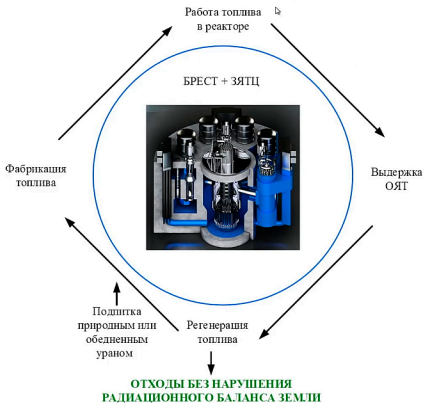 Работа топлива
в реакторе
БРЕСТ + ЗЯТЦ
Фабрикация
топлива
Выдержка
ОЯТ
Подпитка
природным или
обедненным
ураном
Регенерация
топлива
ОТХОДЫ БЕЗ НАРУШЕНИЯ
РАДИАЦИОННОГО БАЛАНСА ЗЕМЛИ